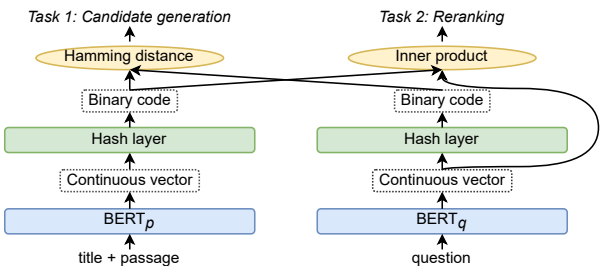 Task 1: Candidate generation
Task 2: Reranking
Hamming distance
Inner product
Binary code
Binary code
Hash layer
Hash layer
Continuous vector
Continuous vector
BERTp
BERTq
title + passage
question